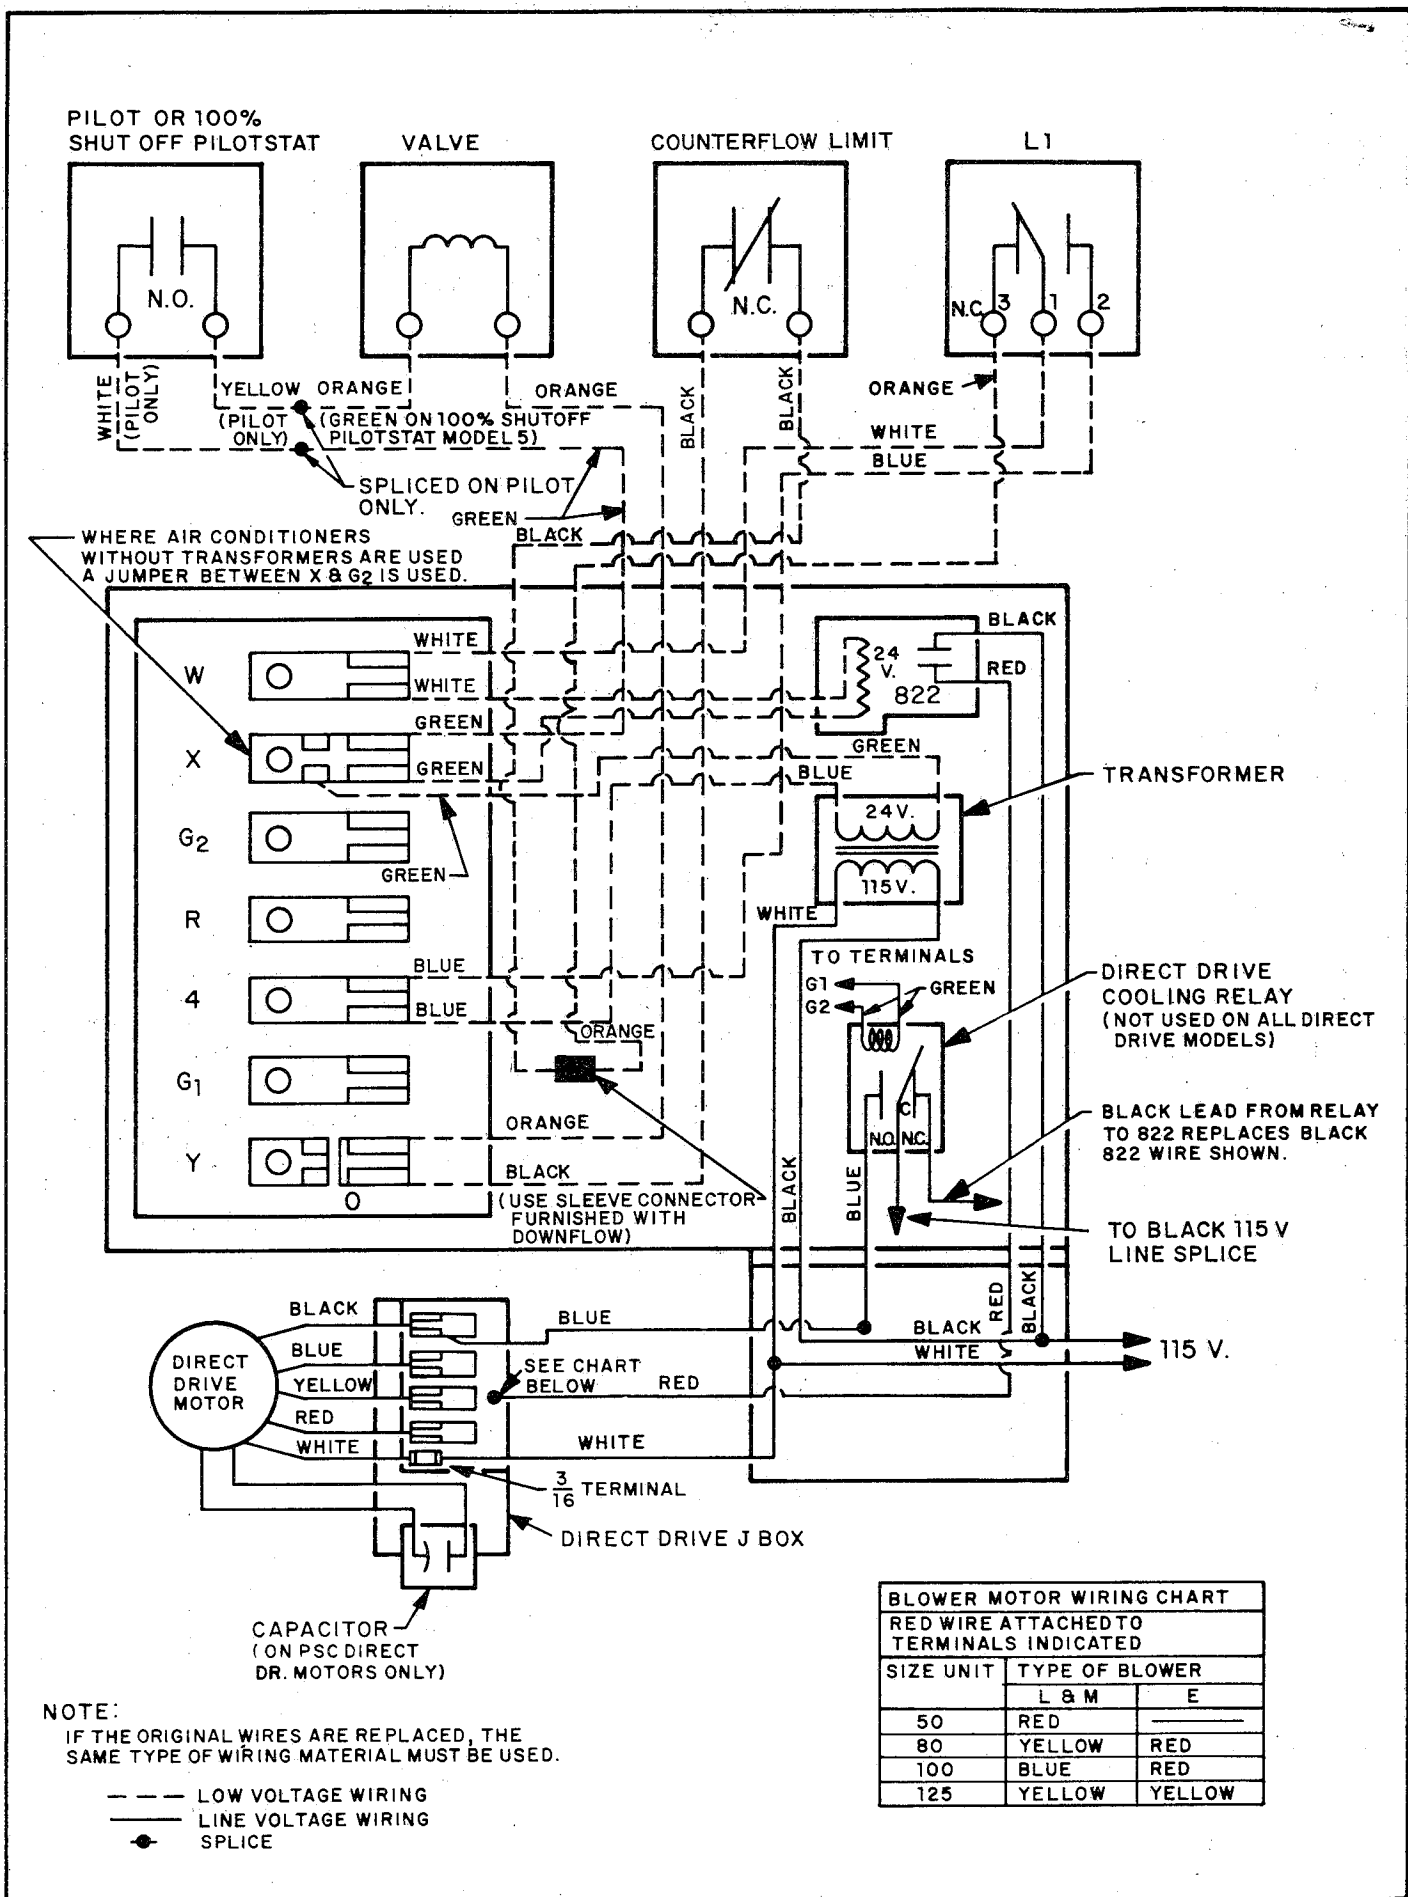 PILOT OR 100%
SHUT OFF PILOTSTAT
VALVE
COUNTERFLOW LIMIT
L1
N.O.
N.C.
N.C. 3
1
2
WHITE
(PILOT
ONLY)
YELLOW
(PILOT
ONLY)
ORANGE
(GREEN ON 100% SHUTOFF
PILOTSTAT MODEL 5)
ORANGE
BLACK
BLACK
ORANGE
WHITE
BLUE
SPLICED ON PILOT
ONLY.
GREEN
BLACK
WHERE AIR CONDITIONERS
WITHOUT TRANSFORMERS ARE USED
A JUMPER BETWEEN X & G2 IS USED.
W
WHITE
WHITE
X
GREEN
GREEN
G2
GREEN
R
4
BLUE
BLUE
G1
Y
O
ORANGE
ORANGE
BLACK
(USE SLEEVE CONNECTOR
FURNISHED WITH
DOWNFLOW)
24
V.
822
BLACK
RED
GREEN
BLUE
TRANSFORMER
24V.
115V.
WHITE
TO TERMINALS
G1
G2
GREEN
DIRECT DRIVE
COOLING RELAY
(NOT USED ON ALL DIRECT
DRIVE MODELS)
C
N.O. N.C.
BLACK LEAD FROM RELAY
TO 822 REPLACES BLACK
822 WIRE SHOWN.
BLACK
BLUE
TO BLACK 115 V
LINE SPLICE
RED
BLACK
BLACK
WHITE
115 V.
DIRECT
DRIVE
MOTOR
BLACK
BLUE
YELLOW
RED
WHITE
BLUE
SEE CHART
BELOW
RED
WHITE
3/16 TERMINAL
DIRECT DRIVE J BOX
CAPACITOR
(ON PSC DIRECT
DR. MOTORS ONLY)
NOTE:
IF THE ORIGINAL WIRES ARE REPLACED, THE
SAME TYPE OF WIRING MATERIAL MUST BE USED.
LOW VOLTAGE WIRING
LINE VOLTAGE WIRING
SPLICE
BLOWER MOTOR WIRING CHART
RED WIRE ATTACHED TO
TERMINALS INDICATED
SIZE UNIT TYPE OF BLOWER
L & M E
50 RED
80 YELLOW RED
100 BLUE RED
125 YELLOW YELLOW